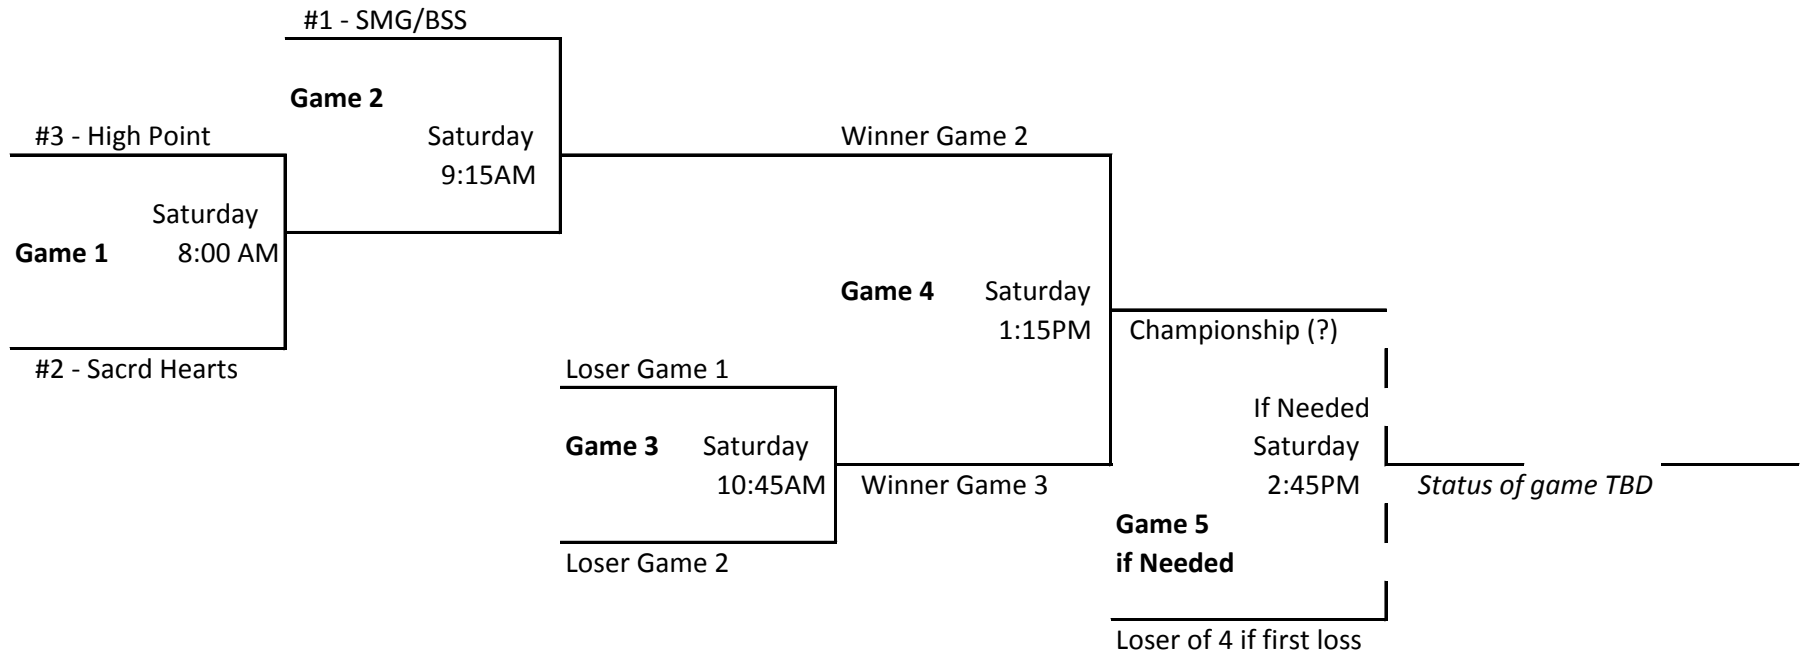 #1 - SMG/BSS
Game 2
Saturday
9:15AM
#3 - High Point
Saturday
Game 1 8:00 AM
#2 - Sacrd Hearts
Winner Game 2
Game 4 Saturday
1:15PM
Championship (?)
Loser Game 1
Game 3 Saturday
10:45AM
Winner Game 3
Loser Game 2
If Needed
Saturday
2:45PM
Status of game TBD
Game 5
if Needed
Loser of 4 if first loss